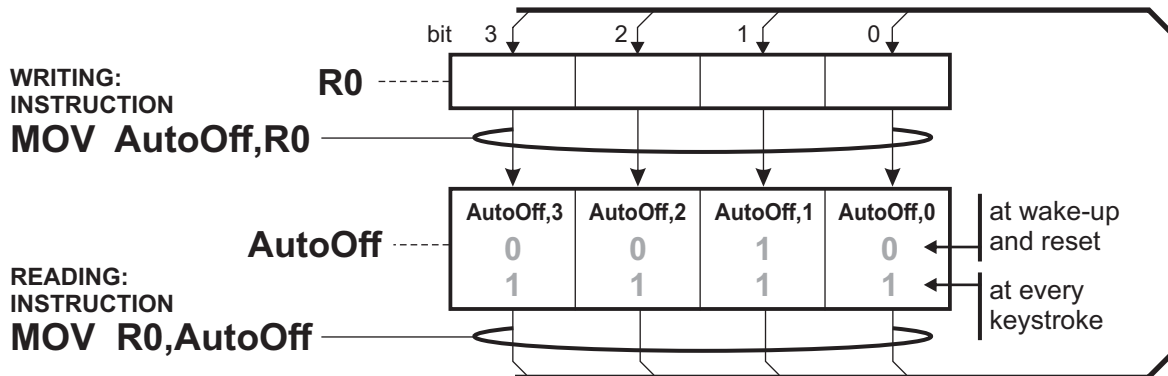 bit 3 2 1 0
WRITING:
INSTRUCTION
MOV AutoOff,R0
R0
AutoOff,3 AutoOff,2 AutoOff,1 AutoOff,0
0 0 1 0
1 1 1 1
AutoOff
at wake-up
and reset
at every
keystroke
READING:
INSTRUCTION
MOV R0,AutoOff